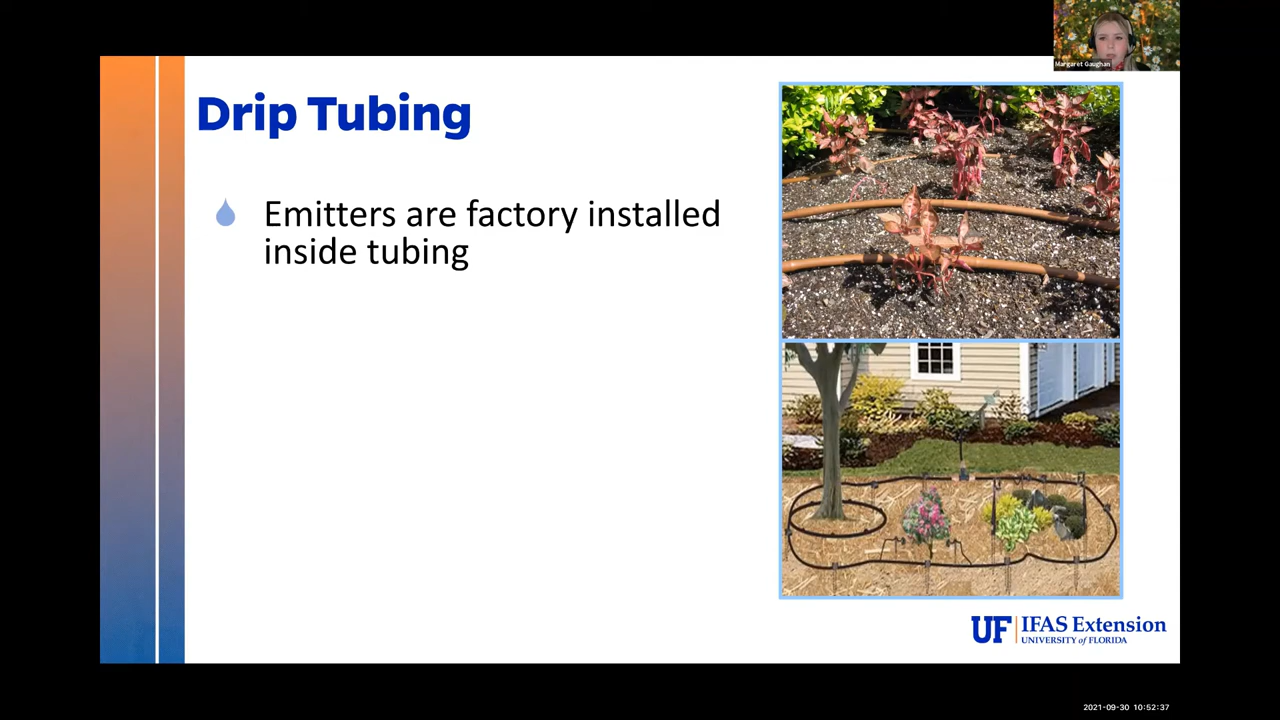 Margaret Gaughan
Drip Tubing
Emitters are factory installed
inside tubing
UF IFAS Extension
UNIVERSITY of FLORIDA
2021-09-30 10:52:37